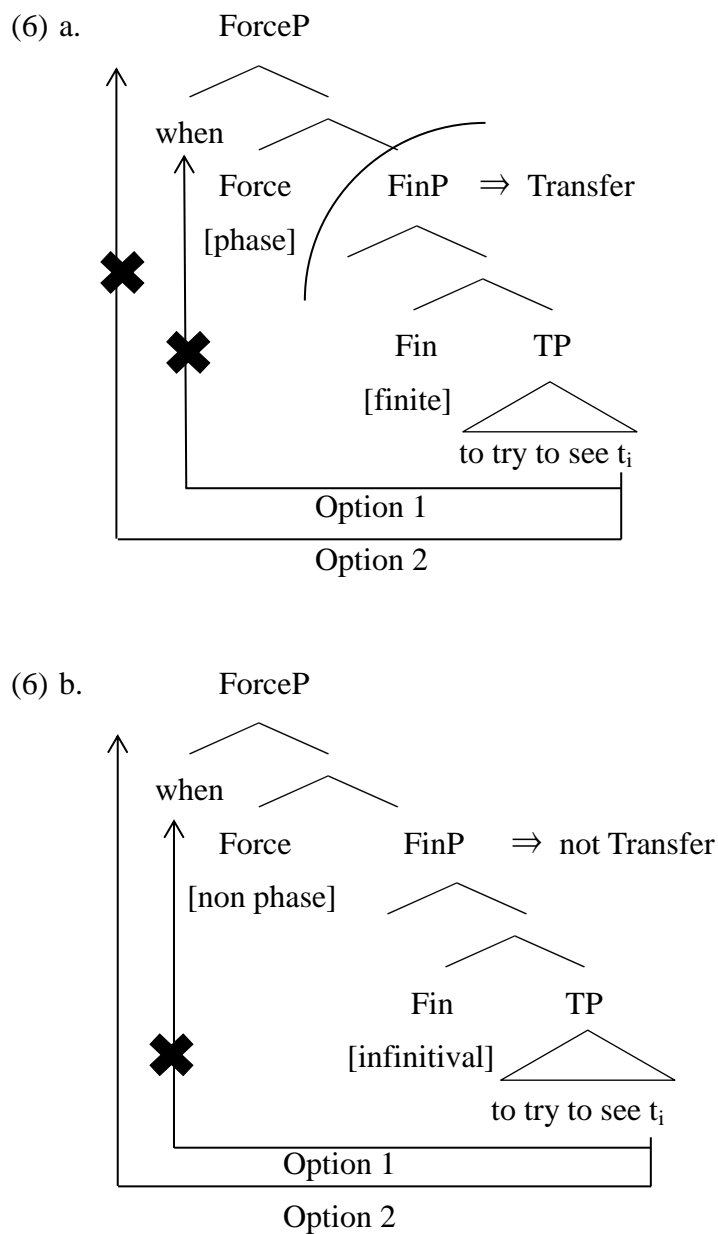 (6) a. ForceP
when
Force FinP ⇒ Transfer
[phase]
Fin TP
[finite]
to try to see tᵢ
Option 1
Option 2
(6) b. ForceP
when
Force FinP ⇒ not Transfer
[non phase]
Fin TP
[infinitival]
to try to see tᵢ
Option 1
Option 2